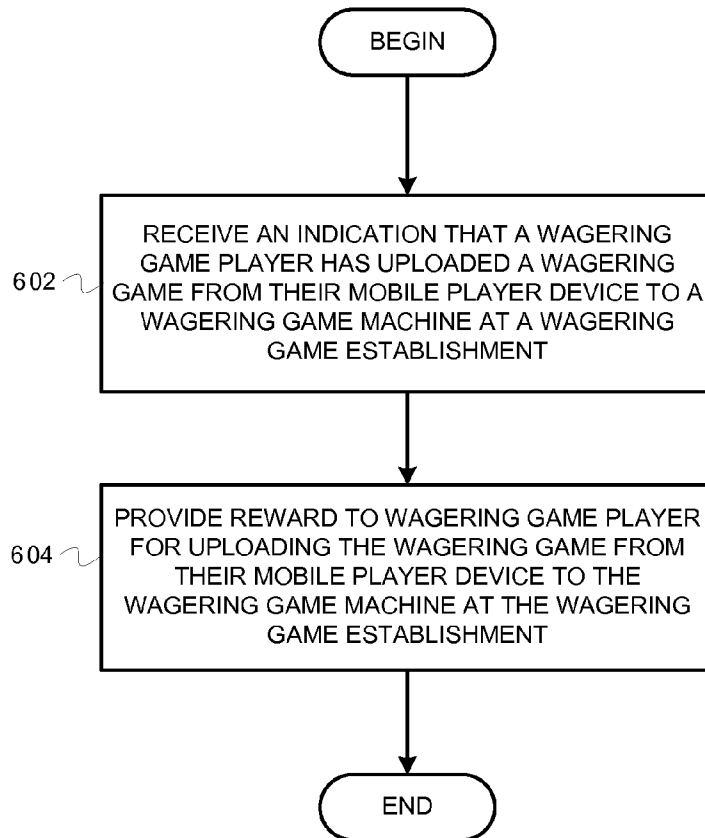 BEGIN
RECEIVE AN INDICATION THAT A WAGERING
GAME PLAYER HAS UPLOADED A WAGERING
GAME FROM THEIR MOBILE PLAYER DEVICE TO A
WAGERING GAME MACHINE AT A WAGERING
GAME ESTABLISHMENT
602
PROVIDE REWARD TO WAGERING GAME PLAYER
FOR UPLOADING THE WAGERING GAME FROM
THEIR MOBILE PLAYER DEVICE TO THE
WAGERING GAME MACHINE AT THE WAGERING
GAME ESTABLISHMENT
604
END